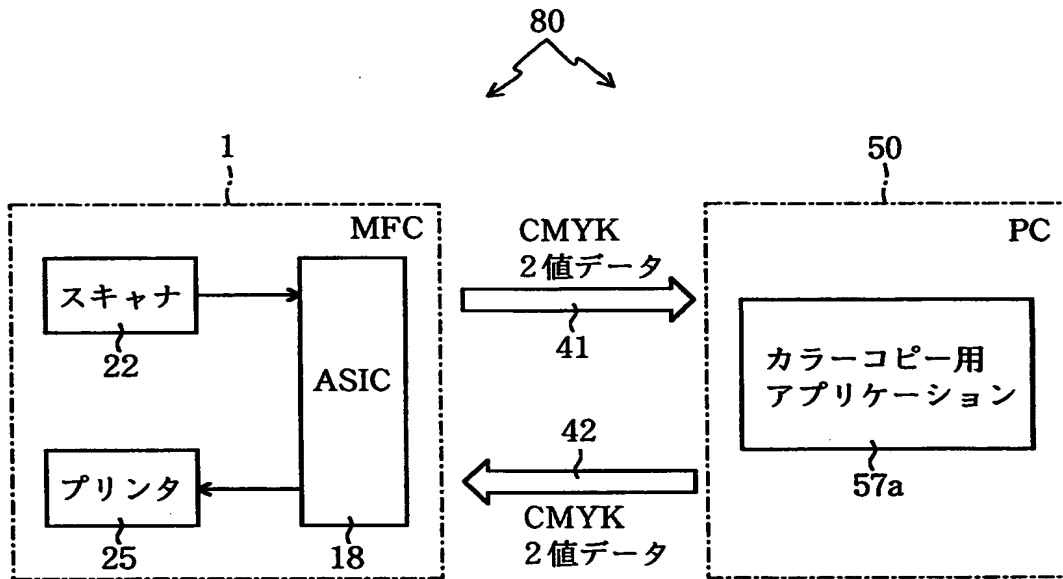 80
1
50
MFC
CMYK
2値データ
PC
スキャナ
22
ASIC
41
カラーコピー用
アプリケーション
42
プリンタ
57a
25
18
CMYK
2値データ